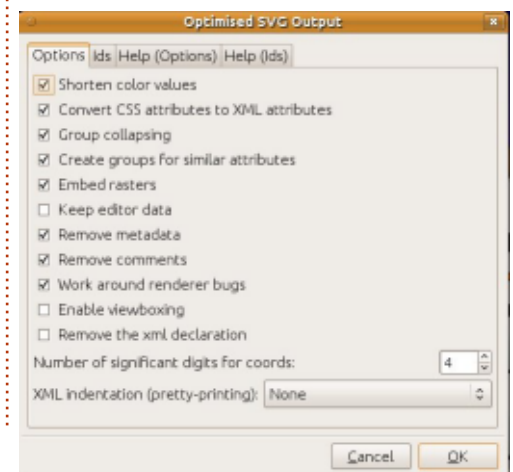 Optimised SVG Output
Options Ids Help (Options) Help (Ids)
Shorten color values
Convert CSS attributes to XML attributes
Group collapsing
Create groups for similar attributes
Embed rasters
Keep editor data
Remove metadata
Remove comments
Work around renderer bugs
Enable viewboxing
Remove the xml declaration
Number of significant digits for coords: 4
XML indentation (pretty-printing): None
Cancel OK